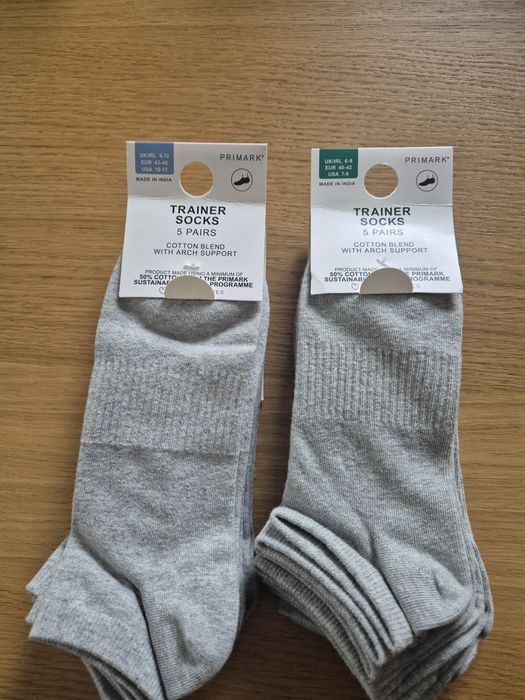 UK/IRL 9-12
EUR 43-46
USA 10-13
MADE IN INDIA
PRIMARK®
TRAINER
SOCKS
5 PAIRS
COTTON BLEND
WITH ARCH SUPPORT
PRODUCT MADE USING A MINIMUM OF
50% COTTON THE PRIMARK
SUSTAINAB PROGRAMME
UK/IRL 6-8
EUR 40-42
USA 7-9
MADE IN INDIA
PRIMARK®
TRAINER
SOCKS
5 PAIRS
COTTON BLEND
WITH ARCH SUPPORT
PRODUCT MADE USING A MINIMUM OF
50% COTTON THE PRIMARK
SUSTAINAB PROGRAMME